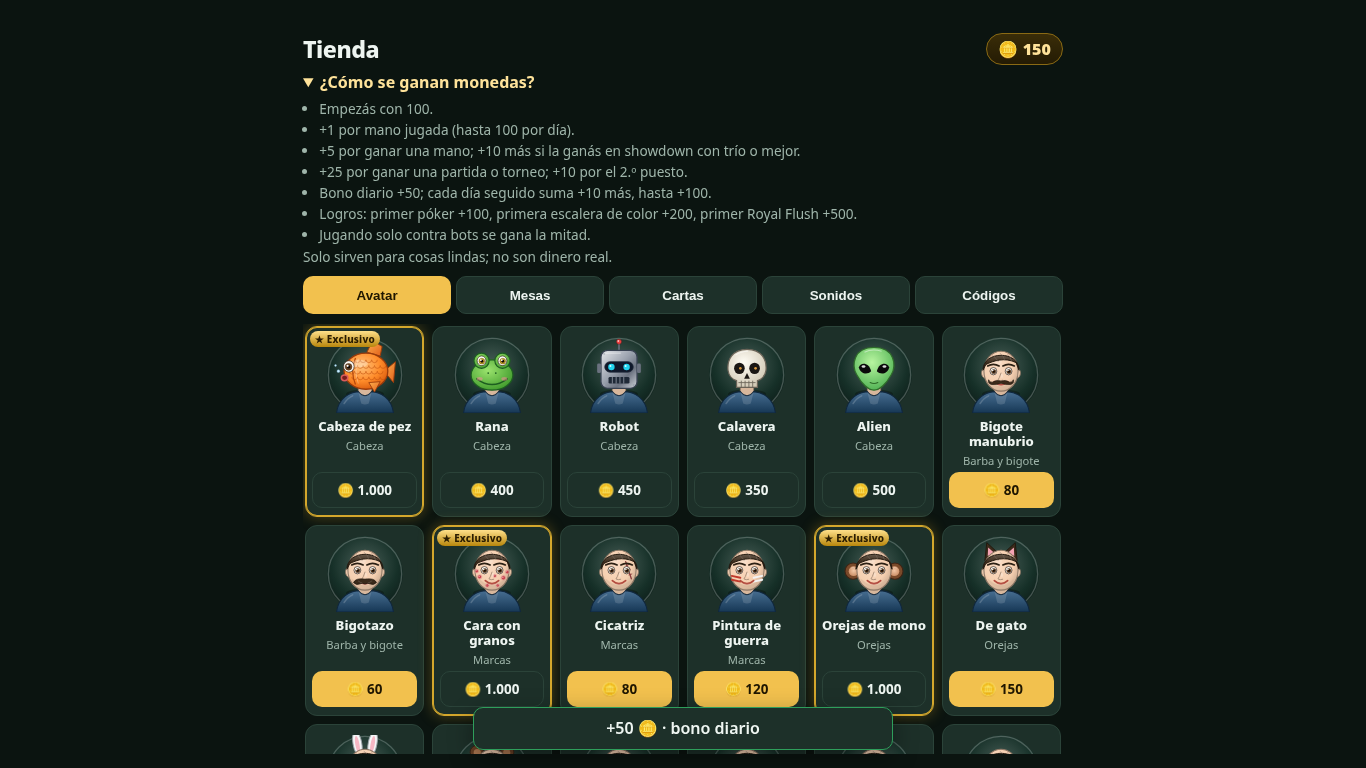 Tienda
150
▼ ¿Cómo se ganan monedas?
• Empezás con 100.
• +1 por mano jugada (hasta 100 por día).
• +5 por ganar una mano; +10 más si la ganás en showdown con trío o mejor.
• +25 por ganar una partida o torneo; +10 por el 2.º puesto.
• Bono diario +50; cada día seguido suma +10 más, hasta +100.
• Logros: primer póker +100, primera escalera de color +200, primer Royal Flush +500.
• Jugando solo contra bots se gana la mitad.
Solo sirven para cosas lindas; no son dinero real.
Avatar
Mesas
Cartas
Sonidos
Códigos
★ Exclusivo
Cabeza de pez
Cabeza
1.000
Rana
Cabeza
400
Robot
Cabeza
450
Calavera
Cabeza
350
Alien
Cabeza
500
Bigote
manubrio
Barba y bigote
80
Bigotazo
Barba y bigote
60
★ Exclusivo
Cara con
granos
Marcas
1.000
Cicatriz
Marcas
80
Pintura de
guerra
Marcas
120
★ Exclusivo
Orejas de mono
Orejas
1.000
De gato
Orejas
150
+50 🪙 · bono diario